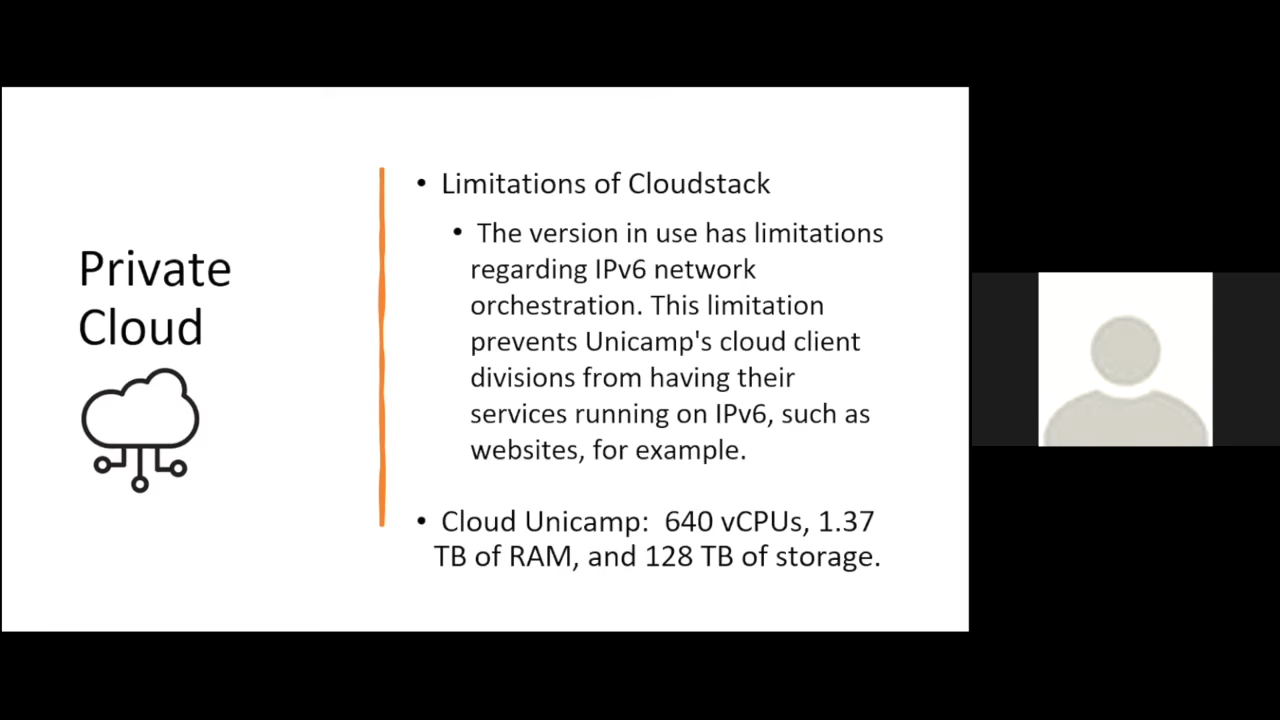 Private
Cloud
• Limitations of Cloudstack
• The version in use has limitations
regarding IPv6 network
orchestration. This limitation
prevents Unicamp's cloud client
divisions from having their
services running on IPv6, such as
websites, for example.
• Cloud Unicamp: 640 vCPUs, 1.37
TB of RAM, and 128 TB of storage.